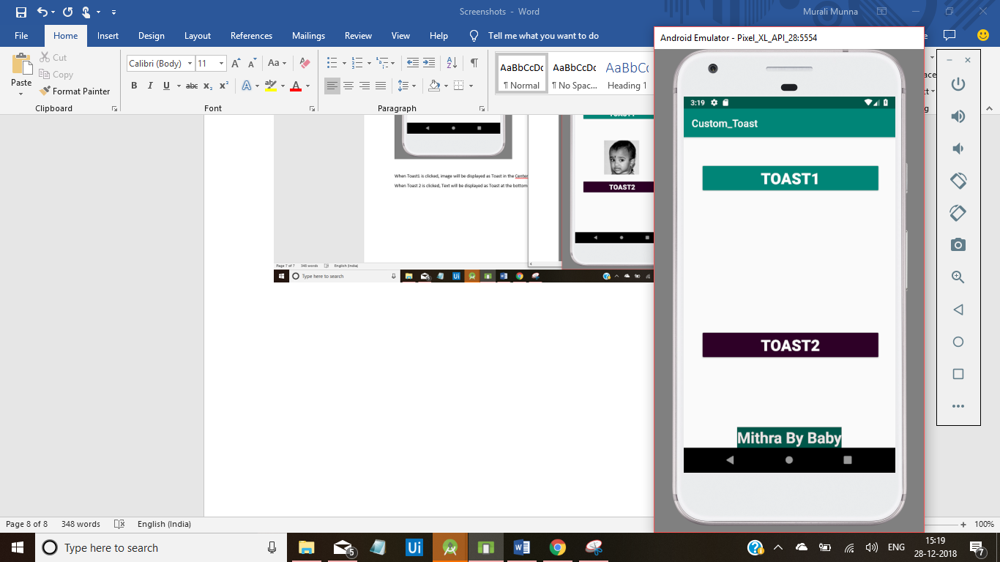 Screenshots - Word
Murali Munna
File Home Insert Design Layout References Mailings Review View Help Tell me what you want to do
Paste
Cut
Copy
Format Painter
Clipboard
Calibri (Body) 11
Font
Paragraph
AaBbCcDc
¶ Normal
AaBbCcDc
¶ No Spac...
AaBbCc
Heading 1
TOAST2
When Toast1 is clicked, image will be displayed as Toast in the Center
When Toast 2 is clicked, Text will be displayed as Toast at the bottom
Page 7 of 7 348 words English (India)
Type here to search
Android Emulator - Pixel_XL_API_28:5554
3:19
Custom_Toast
TOAST1
TOAST2
Mithra By Baby
Page 8 of 8 348 words English (India)
100%
Type here to search
5
Ui
ENG
15:19
28-12-2018
7